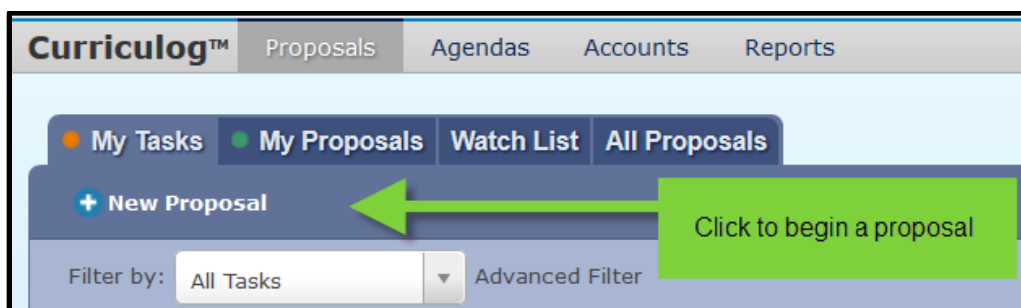 Curriculog™ Proposals Agendas Accounts Reports
My Tasks My Proposals Watch List All Proposals
New Proposal
Click to begin a proposal
Filter by: All Tasks Advanced Filter